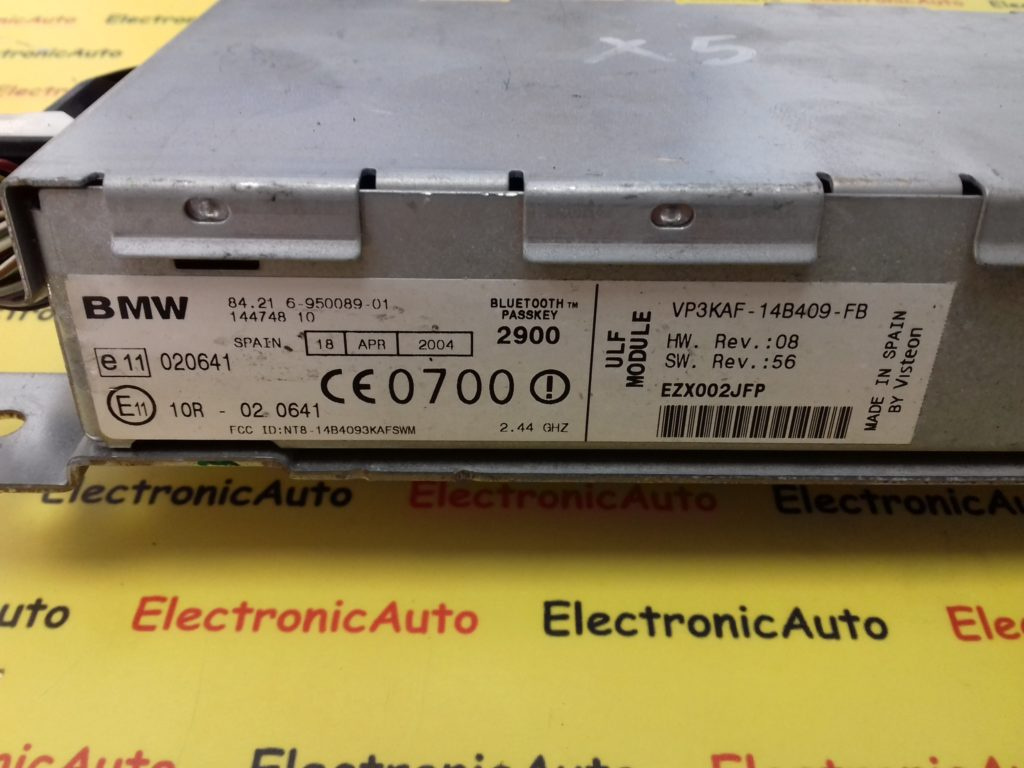 ElectronicAuto
X5
BMW
84.21 6-950089-01
144748 10
SPAIN 18 APR 2004
BLUETOOTH™
PASSKEY
2900
e11 020641
CE0700
E11 10R - 02 0641
FCC ID:NT8-14B4093KAFSWM
2.44 GHZ
ULF
MODULE
VP3KAF-14B409-FB
HW. Rev.:08
SW. Rev.:56
EZX002JFP
MADE IN SPAIN
BY Visteon
ElectronicAuto ElectronicAuto ElectronicAuto
ElectronicAuto ElectronicAuto